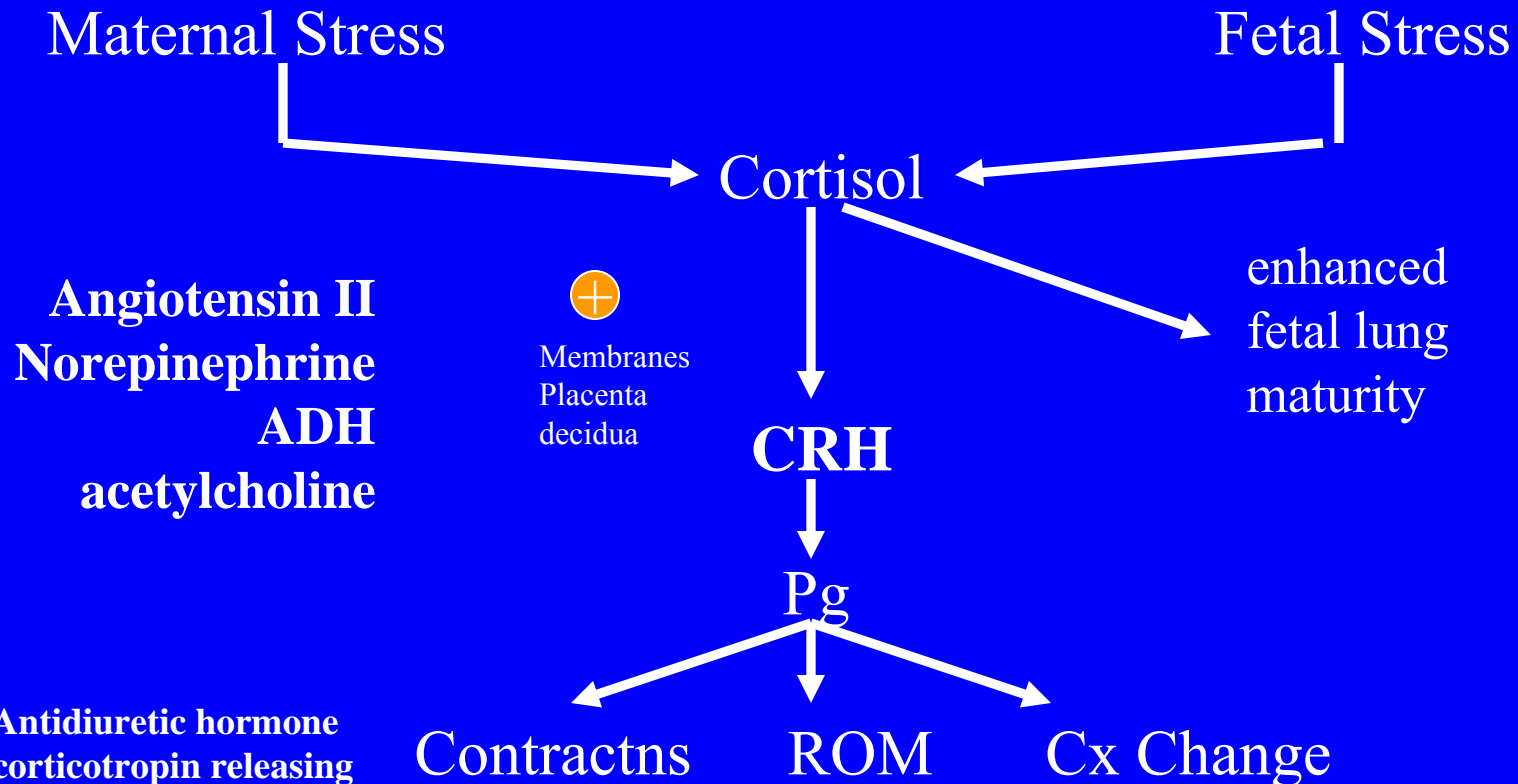 Maternal Stress
Fetal Stress
Cortisol
Angiotensin II
Norepinephrine
ADH
acetylcholine
Membranes
Placenta
decidua
enhanced
fetal lung
maturity
CRH
Pg
Antidiuretic hormone
corticotropin releasing
Contractns
ROM
Cx Change